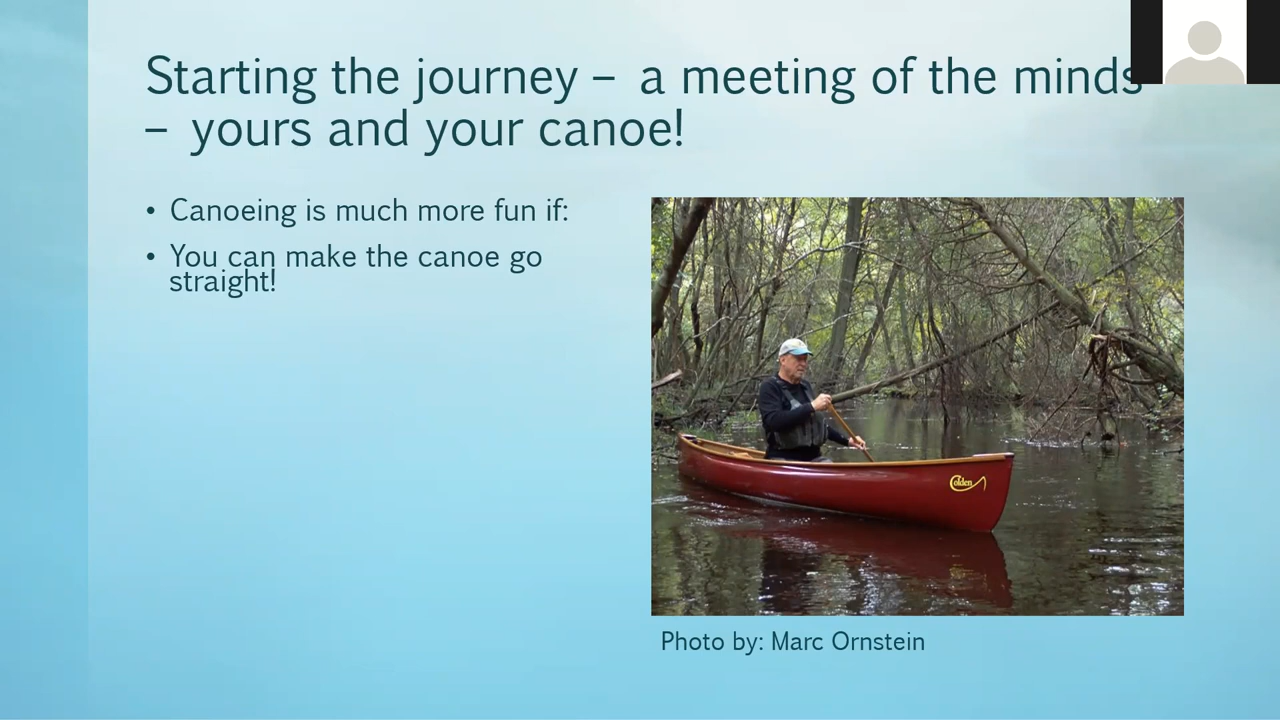 Starting the journey – a meeting of the minds
– yours and your canoe!
• Canoeing is much more fun if:
• You can make the canoe go
straight!
Colden
Photo by: Marc Ornstein